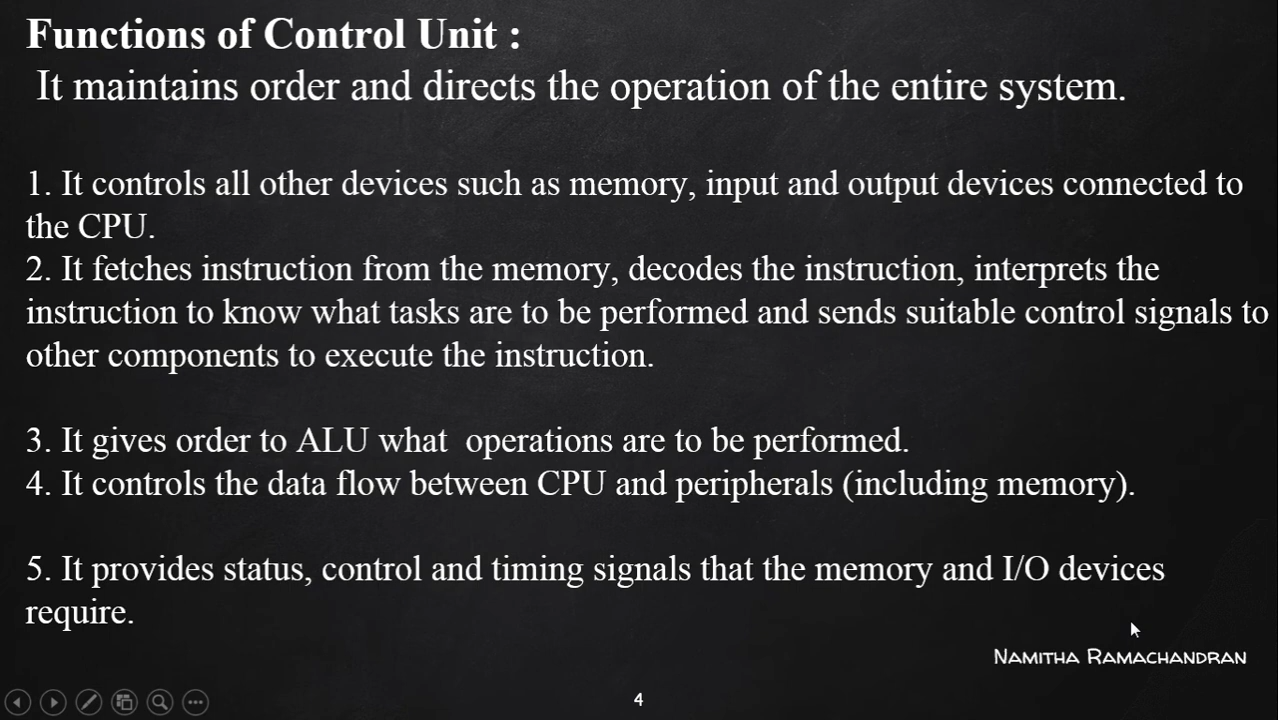 Functions of Control Unit :
It maintains order and directs the operation of the entire system.
1. It controls all other devices such as memory, input and output devices connected to
the CPU.
2. It fetches instruction from the memory, decodes the instruction, interprets the
instruction to know what tasks are to be performed and sends suitable control signals to
other components to execute the instruction.
3. It gives order to ALU what  operations are to be performed.
4. It controls the data flow between CPU and peripherals (including memory).
5. It provides status, control and timing signals that the memory and I/O devices
require.
Namitha Ramachandran
4